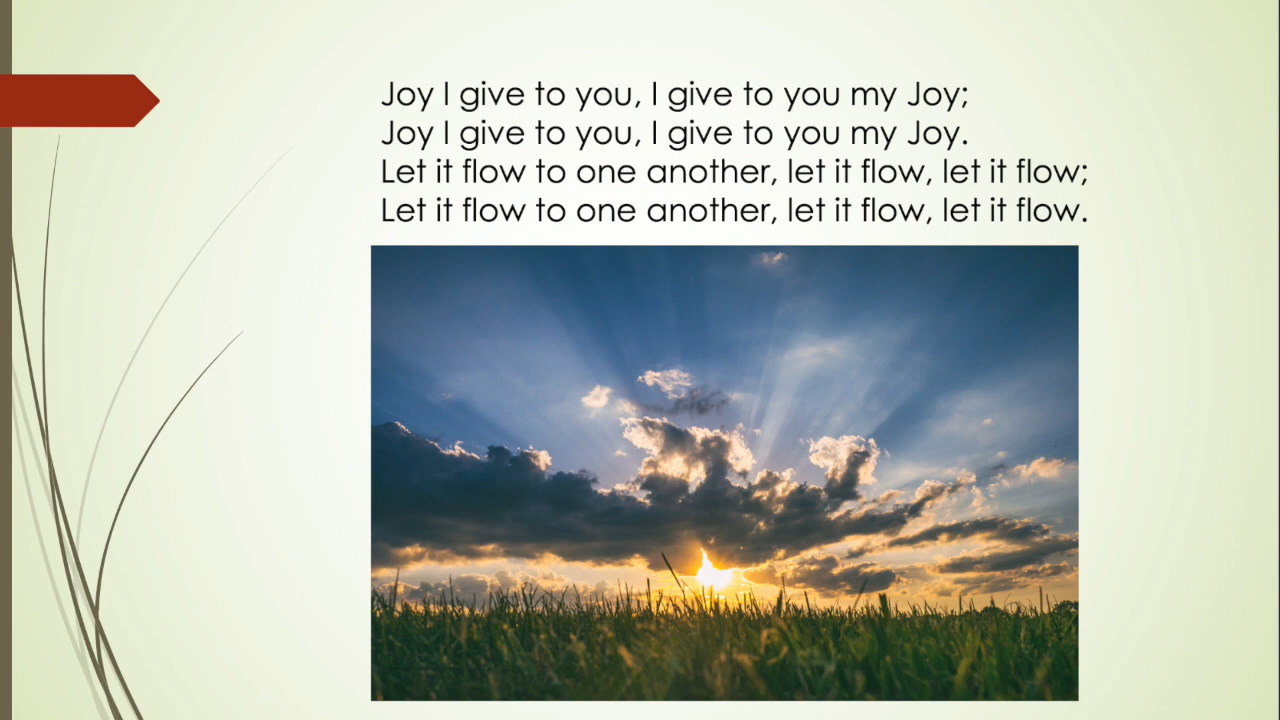 Joy I give to you, I give to you my Joy;
Joy I give to you, I give to you my Joy.
Let it flow to one another, let it flow, let it flow;
Let it flow to one another, let it flow, let it flow.